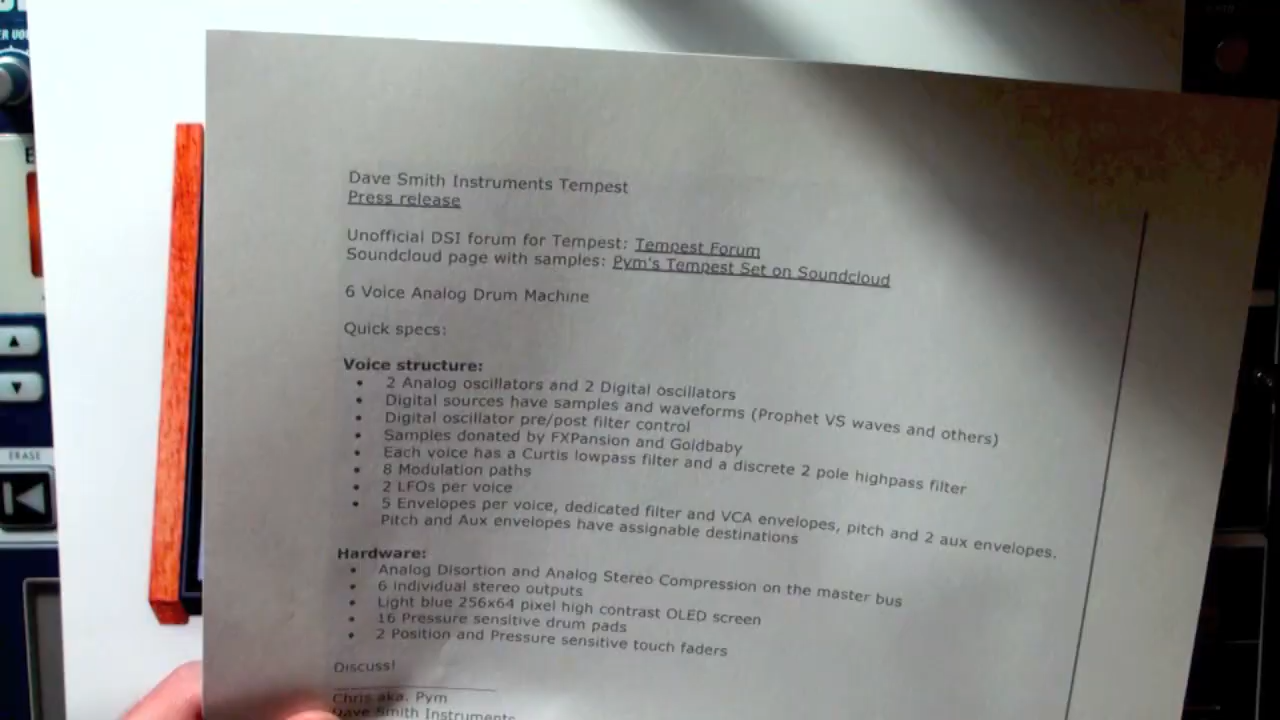 Dave Smith Instruments Tempest
Press release
Unofficial DSI forum for Tempest: Tempest Forum
Soundcloud page with samples: Pym's Tempest Set on Soundcloud
6 Voice Analog Drum Machine
Quick specs:
Voice structure:
• 2 Analog oscillators and 2 Digital oscillators
• Digital sources have samples and waveforms (Prophet VS waves and others)
• Digital oscillator pre/post filter control
• Samples donated by FXPansion and Goldbaby
• Each voice has a Curtis lowpass filter and a discrete 2 pole highpass filter
• 8 Modulation paths
• 2 LFOs per voice
• 5 Envelopes per voice, dedicated filter and VCA envelopes, pitch and 2 aux envelopes.
Pitch and Aux envelopes have assignable destinations
Hardware:
• Analog Disortion and Analog Stereo Compression on the master bus
• 6 individual stereo outputs
• Light blue 256x64 pixel high contrast OLED screen
• 16 Pressure sensitive drum pads
• 2 Position and Pressure sensitive touch faders
Discuss!
Chris aka. Pym
Dave Smith Instruments
ERASE